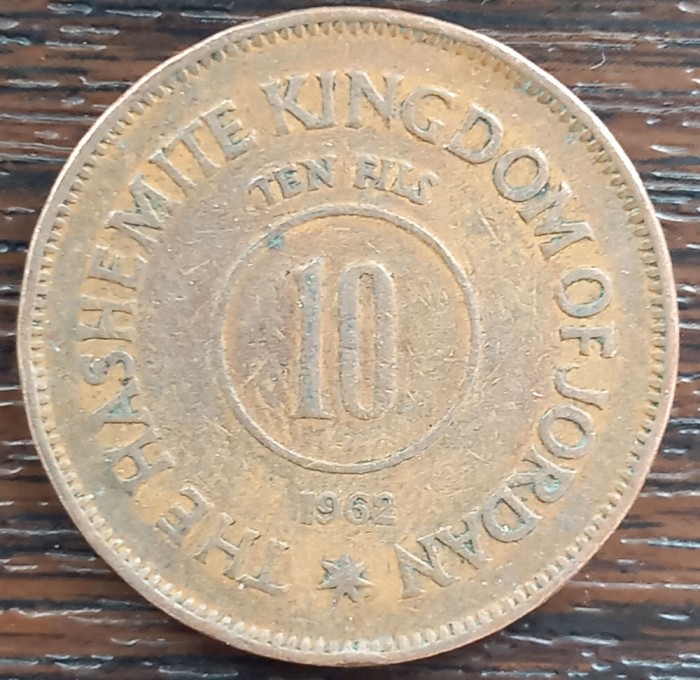 THE HASHEMITE KINGDOM OF JORDAN
TEN FILS
10
1962